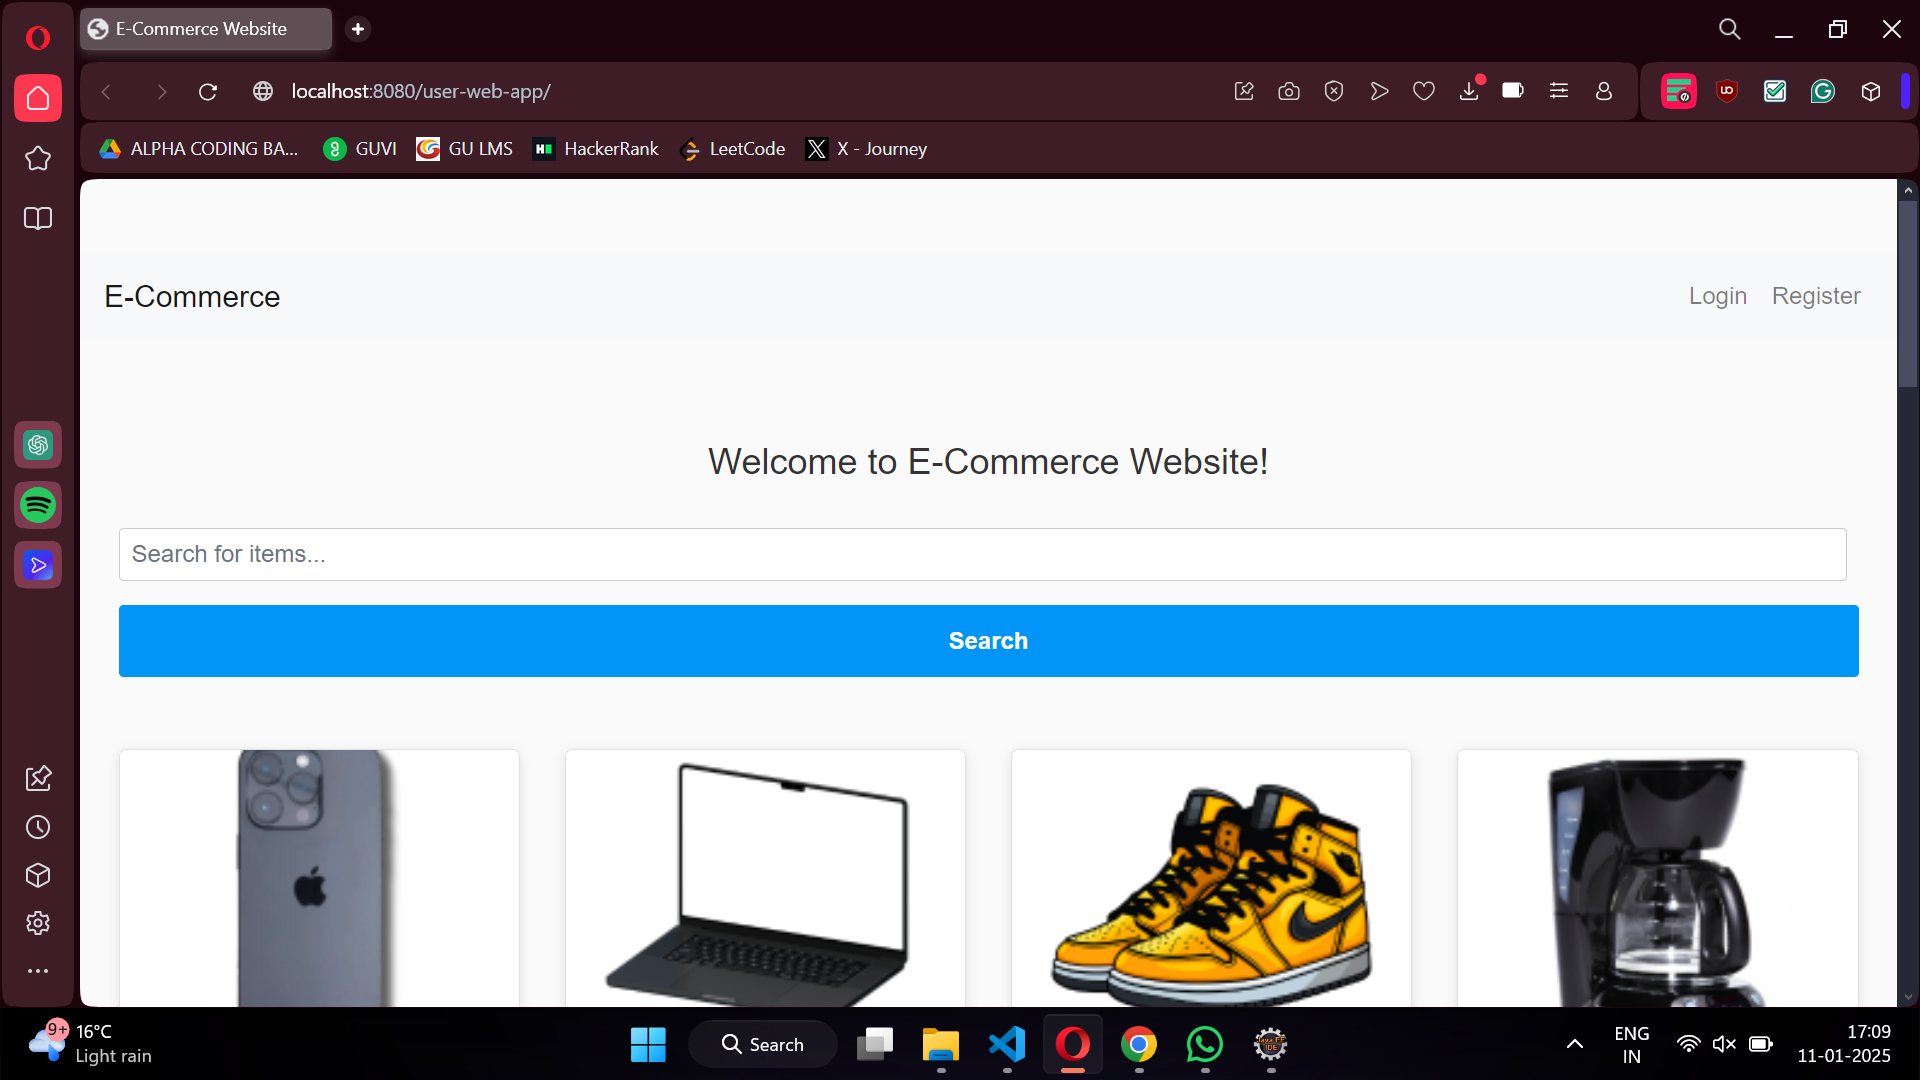 E-Commerce Website
localhost:8080/user-web-app/
ALPHA CODING BA...
GUVI
GU LMS
HackerRank
LeetCode
X - Journey
E-Commerce
Login
Register
Welcome to E-Commerce Website!
Search for items...
Search
9+
16°C
Light rain
Search
ENG
IN
17:09
11-01-2025